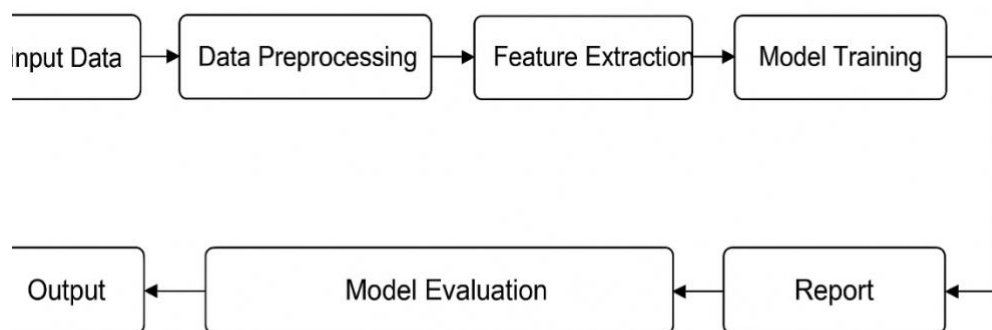 input Data
Data Preprocessing
Feature Extraction
Model Training
Output
Model Evaluation
Report